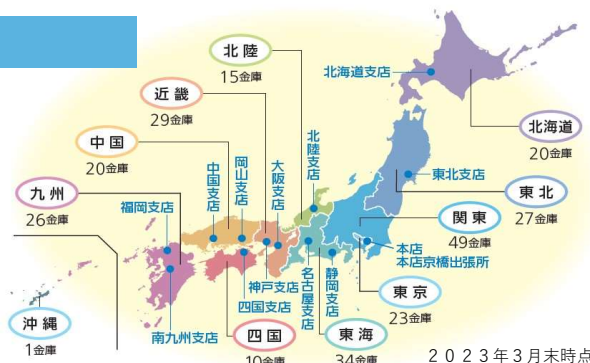 北陸
15金庫
北海道支店
近畿
29金庫
北海道
20金庫
中国
20金庫
北陸支店
岡山支店
中国支店
大阪支店
東北支店
九州
26金庫
福岡支店
東北
27金庫
関東
49金庫
本店
本店京橋出張所
神戸支店
四国支店
名古屋支店
静岡支店
東京
23金庫
沖縄
1金庫
南九州支店
四国
10金庫
東海
34金庫
2023年3月末時点